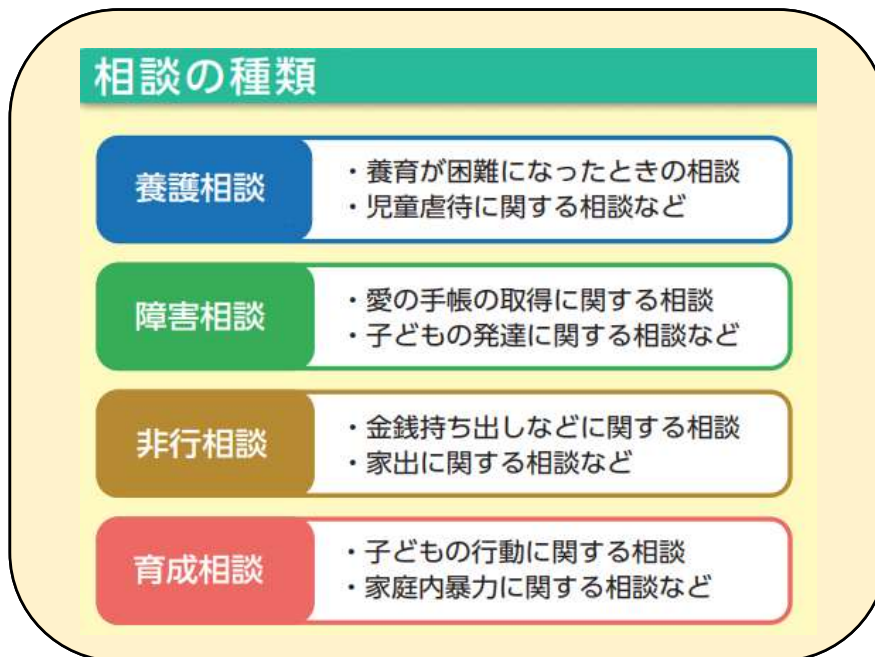 相談の種類
養護相談
・養育が困難になったときの相談
・児童虐待に関する相談など
障害相談
・愛の手帳の取得に関する相談
・子どもの発達に関する相談など
非行相談
・金銭持ち出しなどに関する相談
・家出に関する相談など
育成相談
・子どもの行動に関する相談
・家庭内暴力に関する相談など